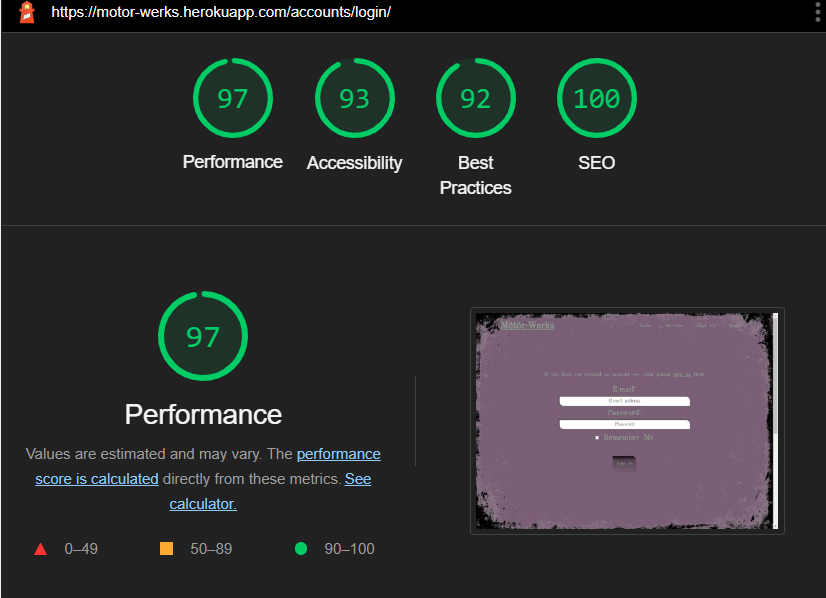 https://motor-werks.herokuapp.com/accounts/login/
97
93
92
100
Performance
Accessibility
Best
Practices
SEO
97
Performance
Values are estimated and may vary. The performance
score is calculated directly from these metrics. See
calculator.
0–49
50–89
90–100
Motor-Werks
Home
Account
Sign Up
If you have not created an account yet, then please sign up first.
E-mail*
Email address
Password*
Password
Remember Me
Sign In